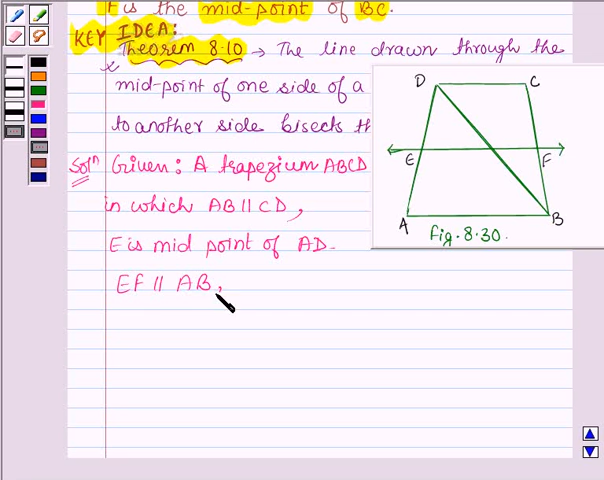 F is the mid-point of BC.
KEY IDEA:
Theorem 8.10 → The line drawn through the
mid-point of one side of a
to another side bisects th
Solⁿ Given: A trapezium ABCD
in which AB || CD,
E is mid point of AD.
EF || AB,
D C
E F
A B
Fig. 8.30.